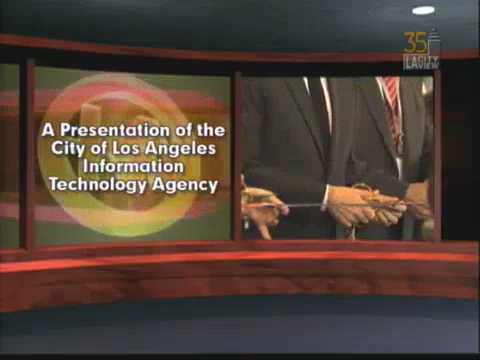 35
LA CITY
VIEW
A Presentation of the
City of Los Angeles
Information
Technology Agency